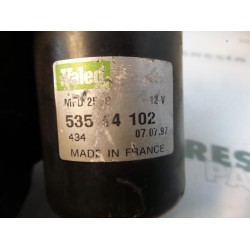 Valeo
12 V
535 44 102
434 07.07.97
MADE IN FRANCE